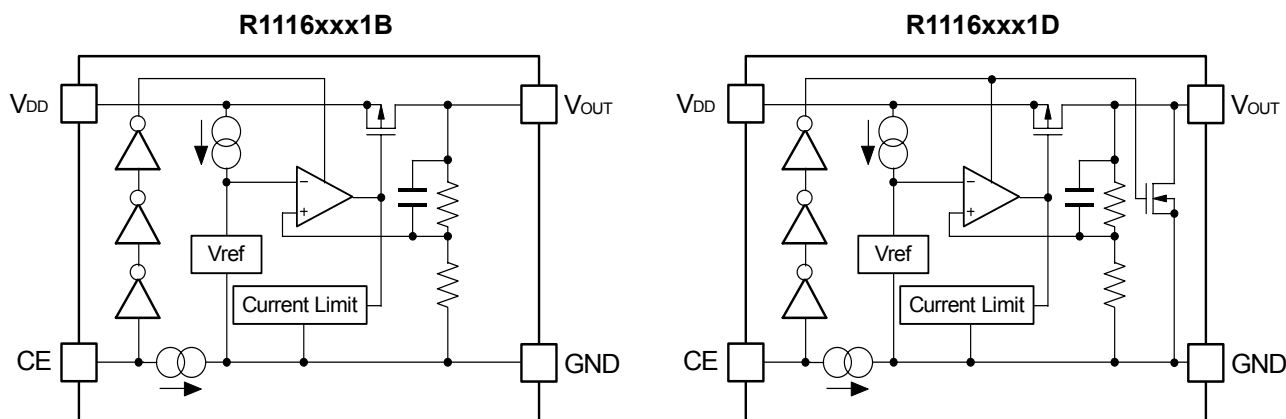 R1116xxx1B
VDD
VOUT
−
+
Vref
Current Limit
CE
GND
R1116xxx1D
VDD
VOUT
−
+
Vref
Current Limit
CE
GND